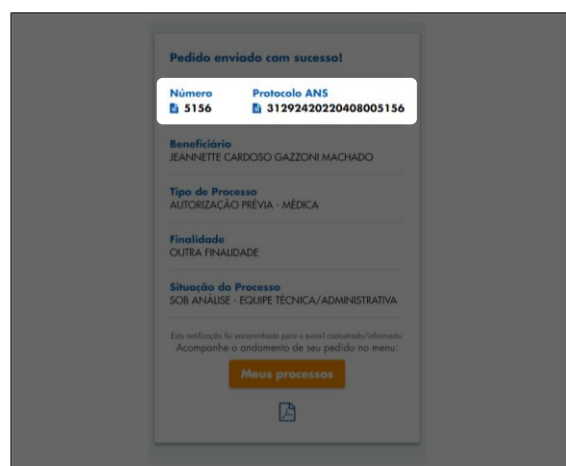 Pedido enviado com sucesso!
Número Protocolo ANS
5156 31292420220408005156
Beneficiário
JEANNETTE CARDOSO GAZZONI MACHADO
Tipo de Processo
AUTORIZAÇÃO PRÉVIA - MÉDICA
Finalidade
OUTRA FINALIDADE
Situação do Processo
SOB ANÁLISE - EQUIPE TÉCNICA/ADMINISTRATIVA
Esta notificação foi encaminhada para o e-mail cadastrado/informado
Acompanhe o andamento de seu pedido no menu:
Meus processos